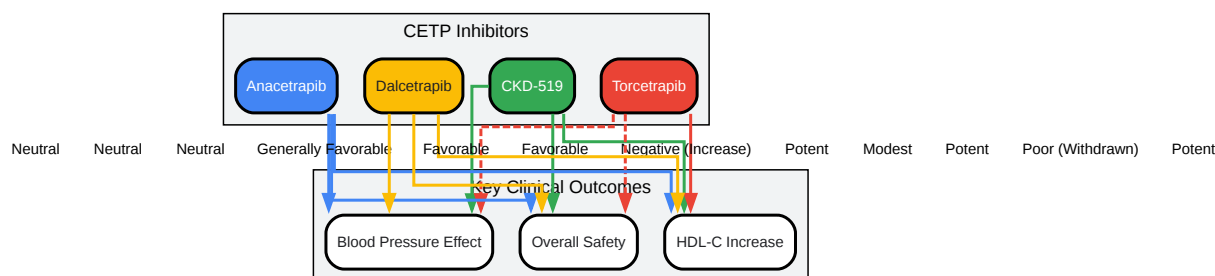 CETP Inhibitors
Anacetrapib
Dalcetrapib
CKD-519
Torcetrapib
Neutral
Neutral
Neutral
Generally Favorable
Favorable
Favorable
Negative (Increase)
Potent
Modest
Potent
Poor (Withdrawn)
Potent
Key Clinical Outcomes
Blood Pressure Effect
Overall Safety
HDL-C Increase